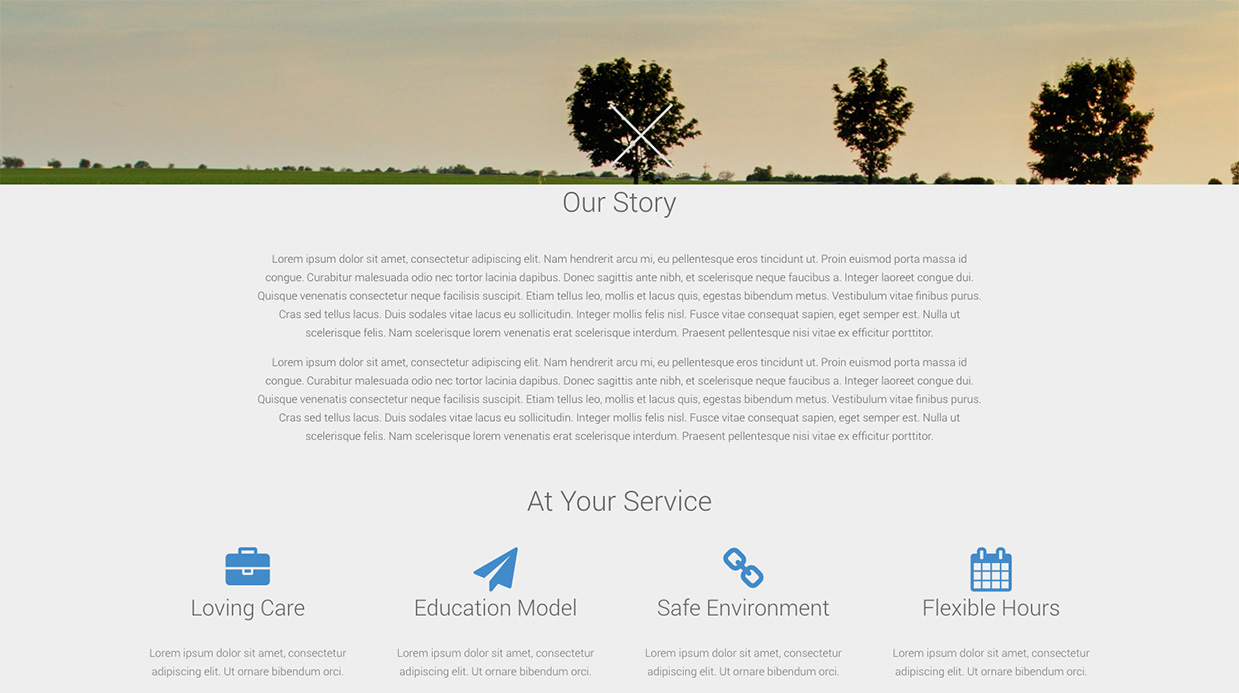 Our Story
Lorem ipsum dolor sit amet, consectetur adipiscing elit. Nam hendrerit arcu mi, eu pellentesque eros tincidunt ut. Proin euismod porta massa id
congue. Curabitur malesuada odio nec tortor lacinia dapibus. Donec sagittis ante nibh, et scelerisque neque faucibus a. Integer laoreet congue dui.
Quisque venenatis consectetur neque facilisis suscipit. Etiam tellus leo, mollis et lacus quis, egestas bibendum metus. Vestibulum vitae finibus purus.
Cras sed tellus lacus. Duis sodales vitae lacus eu sollicitudin. Integer mollis felis nisl. Fusce vitae consequat sapien, eget semper est. Nulla ut
scelerisque felis. Nam scelerisque lorem venenatis erat scelerisque interdum. Praesent pellentesque nisi vitae ex efficitur porttitor.
Lorem ipsum dolor sit amet, consectetur adipiscing elit. Nam hendrerit arcu mi, eu pellentesque eros tincidunt ut. Proin euismod porta massa id
congue. Curabitur malesuada odio nec tortor lacinia dapibus. Donec sagittis ante nibh, et scelerisque neque faucibus a. Integer laoreet congue dui.
Quisque venenatis consectetur neque facilisis suscipit. Etiam tellus leo, mollis et lacus quis, egestas bibendum metus. Vestibulum vitae finibus purus.
Cras sed tellus lacus. Duis sodales vitae lacus eu sollicitudin. Integer mollis felis nisl. Fusce vitae consequat sapien, eget semper est. Nulla ut
scelerisque felis. Nam scelerisque lorem venenatis erat scelerisque interdum. Praesent pellentesque nisi vitae ex efficitur porttitor.
At Your Service
Loving Care
Lorem ipsum dolor sit amet, consectetur
adipiscing elit. Ut ornare bibendum orci.
Education Model
Lorem ipsum dolor sit amet, consectetur
adipiscing elit. Ut ornare bibendum orci.
Safe Environment
Lorem ipsum dolor sit amet, consectetur
adipiscing elit. Ut ornare bibendum orci.
Flexible Hours
Lorem ipsum dolor sit amet, consectetur
adipiscing elit. Ut ornare bibendum orci.